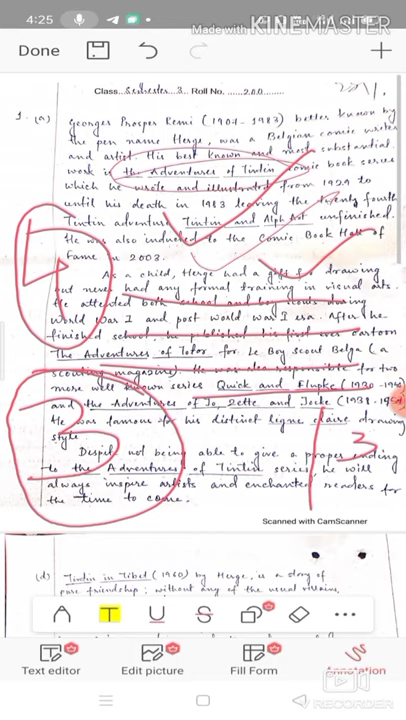 4:25
Made with KINEMASTER
Done
Class Semester 3 Roll No. 200
1. (a) Georges Prosper Remi (1907-1983) better known by
the pen name Herge, was a Belgian comic writer
and artist. His best known and most substantial
work is the Adventures of Tintin comic book series
which he wrote and illustrated from 1929 to
until his death in 1983 leaving the twenty fourth
Tintin adventure Tintin and Alph Art unfinished.
He was also inducted to the Comic Book Hall of
Fame in 2003.
As a child, Herge had a gift for drawing
but never had any formal training in visual arts.
He attended both school and boy scouts during
World War I and post World War I era. After he
finished school, he published his first ever cartoon
The Adventures of Totor for Le Boy Scout Belga (a
scouting magazine). He was also responsible for two
more well known series Quick and Flupke (1930-
and the Adventures of Jo, Zette and Jocko
He was famous for his distinct ligne claire drawing
style.
4
3
3
not being able to give a proper ending
to the Adventures of Tintin series, he will
always inspire artists and enchanted readers for
the time to come.
Scanned with CamScanner
(d) Tintin in Tibet (1960) by Herge, is a story of
pure friendship; without any of the usual villains,
A T U S
Text editor Edit picture Fill Form Annotation
RECORDER